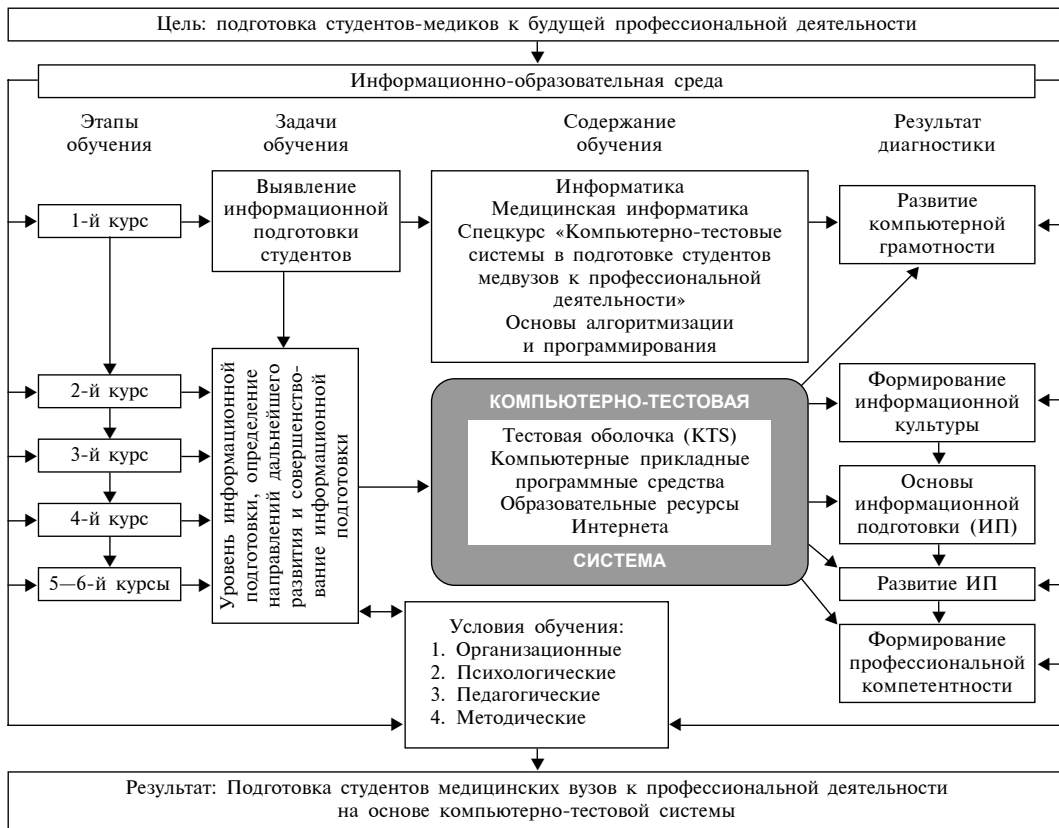 Цель: подготовка студентов-медиков к будущей профессиональной деятельности
Информационно-образовательная среда
Этапы
обучения
Задачи
обучения
Содержание
обучения
Результат
диагностики
1-й курс
Выявление
информационной
подготовки
студентов
Информатика
Медицинская информатика
Спецкурс «Компьютерно-тестовые
системы в подготовке студентов
медвузов к профессиональной
деятельности»
Основы алгоритмизации
и программирования
Развитие
компьютерной
грамотности
2-й курс
3-й курс
4-й курс
5—6-й курсы
Уровень информационной
подготовки, определение
направлений дальнейшего
развития и совершенство-
вание информационной
подготовки
КОМПЬЮТЕРНО-ТЕСТОВАЯ
Тестовая оболочка (KTS)
Компьютерные прикладные
программные средства
Образовательные ресурсы
Интернета
СИСТЕМА
Формирование
информационной
культуры
Основы
информационной
подготовки (ИП)
Развитие ИП
Формирование
профессиональной
компетентности
Условия обучения:
1. Организационные
2. Психологические
3. Педагогические
4. Методические
Результат: Подготовка студентов медицинских вузов к профессиональной деятельности
на основе компьютерно-тестовой системы